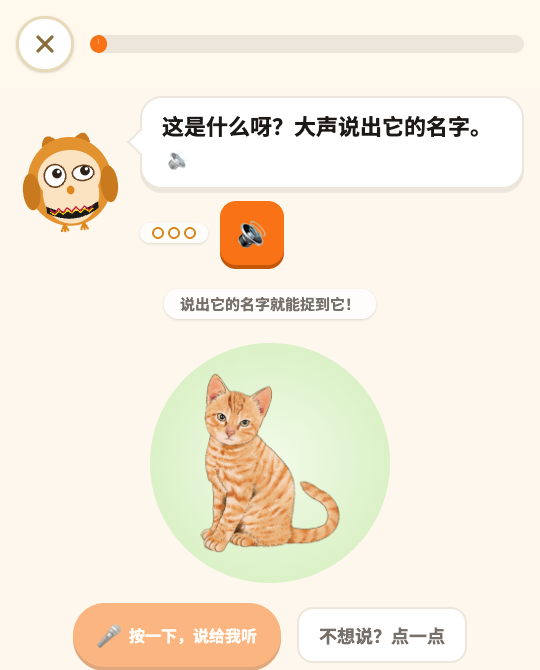 这是什么呀？大声说出它的名字。
说出它的名字就能捉到它！
按一下，说给我听
不想说？点一点